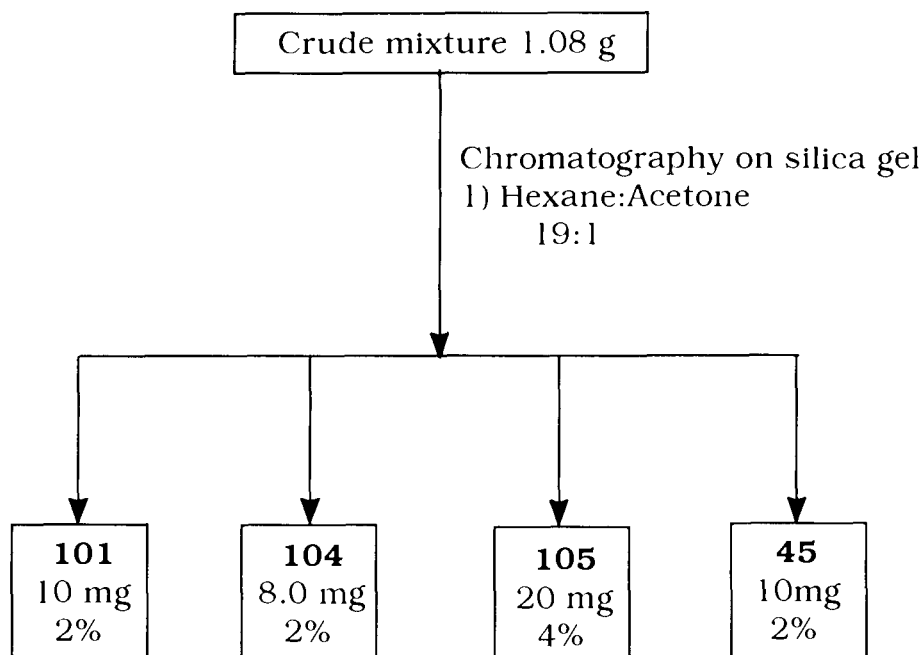 Crude mixture 1.08 g
Chromatography on silica gel
1) Hexane:Acetone
19:1
101
10 mg
2%
104
8.0 mg
2%
105
20 mg
4%
45
10mg
2%